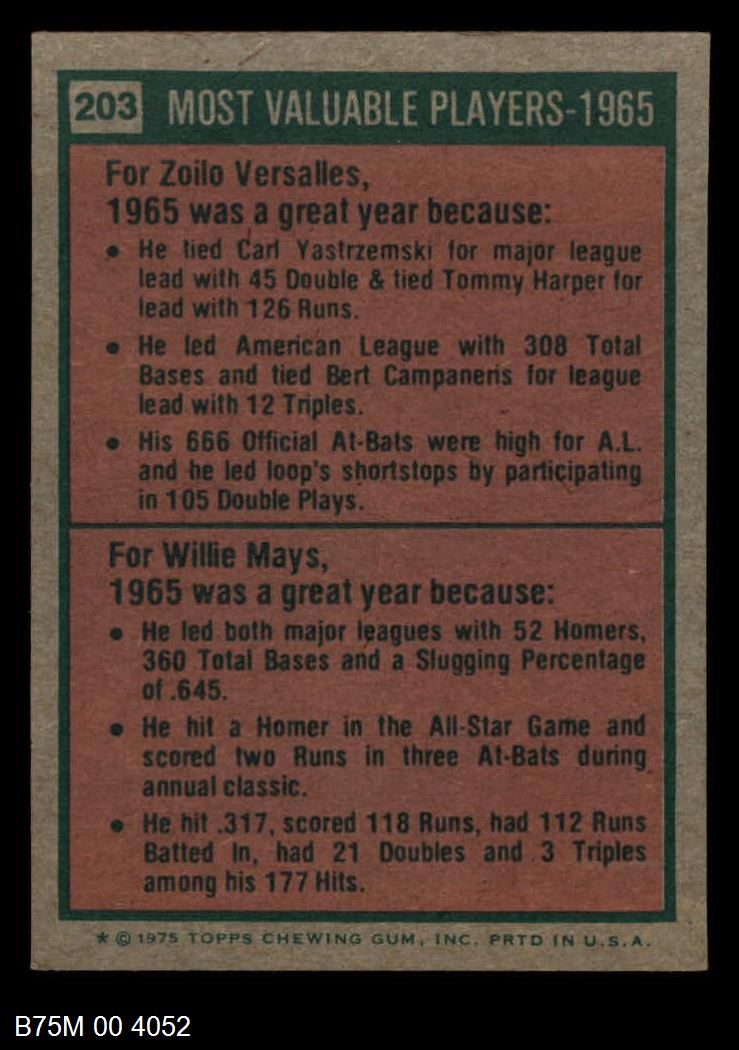 203 MOST VALUABLE PLAYERS-1965
For Zoilo Versalles,
1965 was a great year because:
• He tied Carl Yastrzemski for major league
lead with 45 Double & tied Tommy Harper for
lead with 126 Runs.
• He led American League with 308 Total
Bases and tied Bert Campaneris for league
lead with 12 Triples.
• His 666 Official At-Bats were high for A.L.
and he led loop's shortstops by participating
in 105 Double Plays.
For Willie Mays,
1965 was a great year because:
• He led both major leagues with 52 Homers,
360 Total Bases and a Slugging Percentage
of .645.
• He hit a Homer in the All-Star Game and
scored two Runs in three At-Bats during
annual classic.
• He hit .317, scored 118 Runs, had 112 Runs
Batted In, had 21 Doubles and 3 Triples
among his 177 Hits.
* © 1975 TOPPS CHEWING GUM, INC. PRTD IN U.S.A.
B75M 00 4052